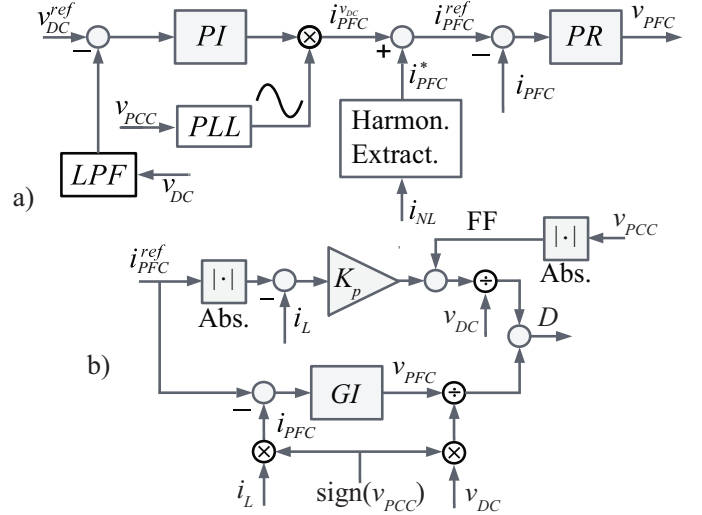 v_DC^ref
−
PI
×
i_PFC^{v_DC}
+
i_PFC^ref
−
PR
v_PFC
i_PFC^*
i_PFC
v_PCC
PLL
Harmon.
Extract.
LPF
v_DC
a)
i_NL
FF
|·|
v_PCC
Abs.
i_PFC^ref
|·|
−
K_p
÷
Abs.
i_L
v_DC
D
b)
−
GI
v_PFC
÷
i_PFC
×
×
i_L
sign(v_PCC)
v_DC